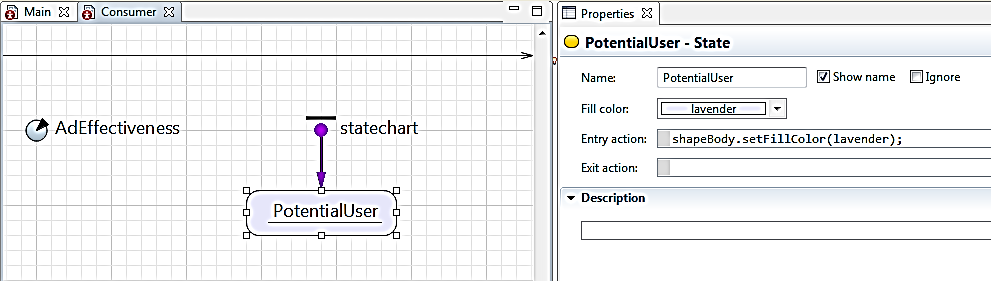 Main
Consumer
AdEffectiveness
statechart
PotentialUser
Properties
PotentialUser - State
Name:
PotentialUser
Show name
Ignore
Fill color:
lavender
Entry action:
shapeBody.setFillColor(lavender);
Exit action:
Description